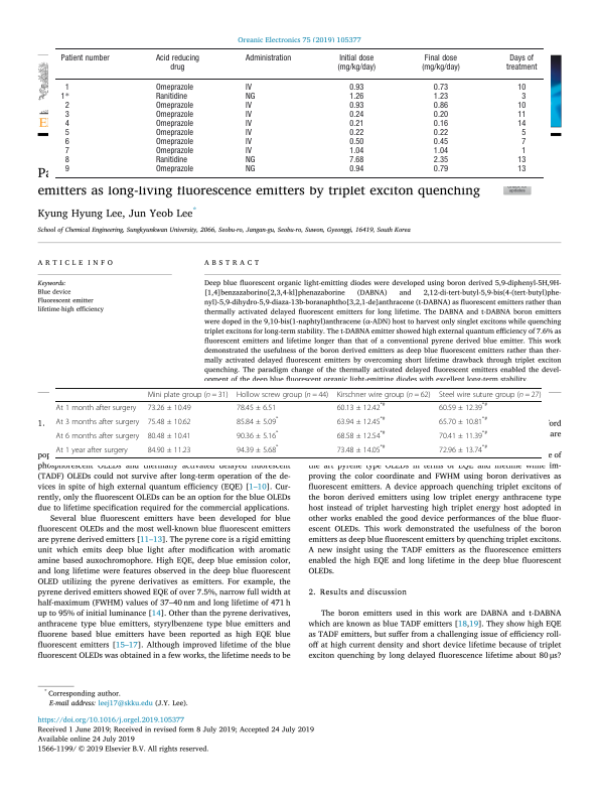 Oreanic Electronics 75 (2019) 105377
Patient number Acid reducing drug Administration Initial dose (mg/kg/day) Final dose (mg/kg/day) Days of treatment
1 Omeprazole IV 0.93 0.73 10
1* Ranitidine NG 1.26 1.23 3
2 Omeprazole IV 0.93 0.86 10
3 Omeprazole IV 0.24 0.20 11
4 Omeprazole IV 0.21 0.16 14
5 Omeprazole IV 0.22 0.22 5
6 Omeprazole IV 0.50 0.45 7
7 Omeprazole IV 1.04 1.04 1
8 Ranitidine NG 7.68 2.35 13
9 Omeprazole NG 0.94 0.79 13
emitters as long-living fluorescence emitters by triplet exciton quenching
Kyung Hyung Lee, Jun Yeob Lee*
School of Chemical Engineering, Sungkyunkwan University, 2066, Seobu-ro, Jangan-gu, Seobu-ro, Suwon, Gyeonggi, 16419, South Korea
ARTICLE INFO
Keywords:
Blue device
Fluorescent emitter
lifetime·high efficiency
ABSTRACT
Deep blue fluorescent organic light-emitting diodes were developed using boron derived 5,9-diphenyl-5H,9H-
[1,4]benzazaborino[2,3,4-kl]phenazaborine (DABNA) and 2,12-di-tert-butyl-5,9-bis(4-(tert-butyl)phe-
nyl)-5,9-dihydro-5,9-diaza-13b-boranaphtho[3,2,1-de]anthracene (t-DABNA) as fluorescent emitters rather than
thermally activated delayed fluorescent emitters for long lifetime. The DABNA and t-DABNA boron emitters
were doped in the 9,10-bis(1-naphtyl)anthracene (α-ADN) host to harvest only singlet excitons while quenching
triplet excitons for long-term stability. The t-DABNA emitter showed high external quantum efficiency of 7.6% as
fluorescent emitters and lifetime longer than that of a conventional pyrene derived blue emitter. This work
demonstrated the usefulness of the boron derived emitters as deep blue fluorescent emitters rather than ther-
mally activated delayed fluorescent emitters by overcoming short lifetime drawback through triplet exciton
quenching. The paradigm change of the thermally activated delayed fluorescent emitters enabled the devel-
opment of the deep blue fluorescent organic light-emitting diodes with excellent long-term stability.
Mini plate group (n = 31) Hollow screw group (n = 44) Kirschner wire group (n = 62) Steel wire suture group (n = 27)
At 1 month after surgery 73.26 ± 10.49 78.45 ± 6.51 60.13 ± 12.42*# 60.59 ± 12.39*#
At 3 months after surgery 75.48 ± 10.62 85.84 ± 5.09* 63.94 ± 12.45*# 65.70 ± 10.81*#
At 6 months after surgery 80.48 ± 10.41 90.36 ± 5.16* 68.58 ± 12.54*# 70.41 ± 11.39*#
At 1 year after surgery 84.90 ± 11.23 94.39 ± 5.68* 73.48 ± 14.05*# 72.96 ± 13.74*#
1.
phosphorescent OLEDs and thermally activated delayed fluorescent
(TADF) OLEDs could not survive after long-term operation of the de-
vices in spite of high external quantum efficiency (EQE) [1–10]. Cur-
rently, only the fluorescent OLEDs can be an option for the blue OLEDs
due to lifetime specification required for the commercial applications.
Several blue fluorescent emitters have been developed for blue
fluorescent OLEDs and the most well-known blue fluorescent emitters
are pyrene derived emitters [11–13]. The pyrene core is a rigid emitting
unit which emits deep blue light after modification with aromatic
amine based auxochromophore. High EQE, deep blue emission color,
and long lifetime were features observed in the deep blue fluorescent
OLED utilizing the pyrene derivatives as emitters. For example, the
pyrene derived emitters showed EQE of over 7.5%, narrow full width at
half-maximum (FWHM) values of 37–40 nm and long lifetime of 471 h
up to 95% of initial luminance [14]. Other than the pyrene derivatives,
anthracene type blue emitters, styrylbenzene type blue emitters and
fluorene based blue emitters have been reported as high EQE blue
fluorescent emitters [15–17]. Although improved lifetime of the blue
fluorescent OLEDs was obtained in a few works, the lifetime needs to be
are
e of
the art pyrene type OLEDs in terms of EQE and lifetime while im-
proving the color coordinate and FWHM using boron derivatives as
fluorescent emitters. A device approach quenching triplet excitons of
the boron derived emitters using low triplet energy anthracene type
host instead of triplet harvesting high triplet energy host adopted in
other works enabled the good device performances of the blue fluor-
escent OLEDs. This work demonstrated the usefulness of the boron
emitters as deep blue fluorescent emitters by quenching triplet excitons.
A new insight using the TADF emitters as the fluorescence emitters
enabled the high EQE and long lifetime in the deep blue fluorescent
OLEDs.
2. Results and discussion
The boron emitters used in this work are DABNA and t-DABNA
which are known as blue TADF emitters [18,19]. They show high EQE
as TADF emitters, but suffer from a challenging issue of efficiency roll-
off at high current density and short device lifetime because of triplet
exciton quenching by long delayed fluorescence lifetime about 80 μs?
* Corresponding author.
E-mail address: leej17@skku.edu (J.Y. Lee).
https://doi.org/10.1016/j.orgel.2019.105377
Received 1 June 2019; Received in revised form 8 July 2019; Accepted 24 July 2019
Available online 24 July 2019
1566-1199/ © 2019 Elsevier B.V. All rights reserved.